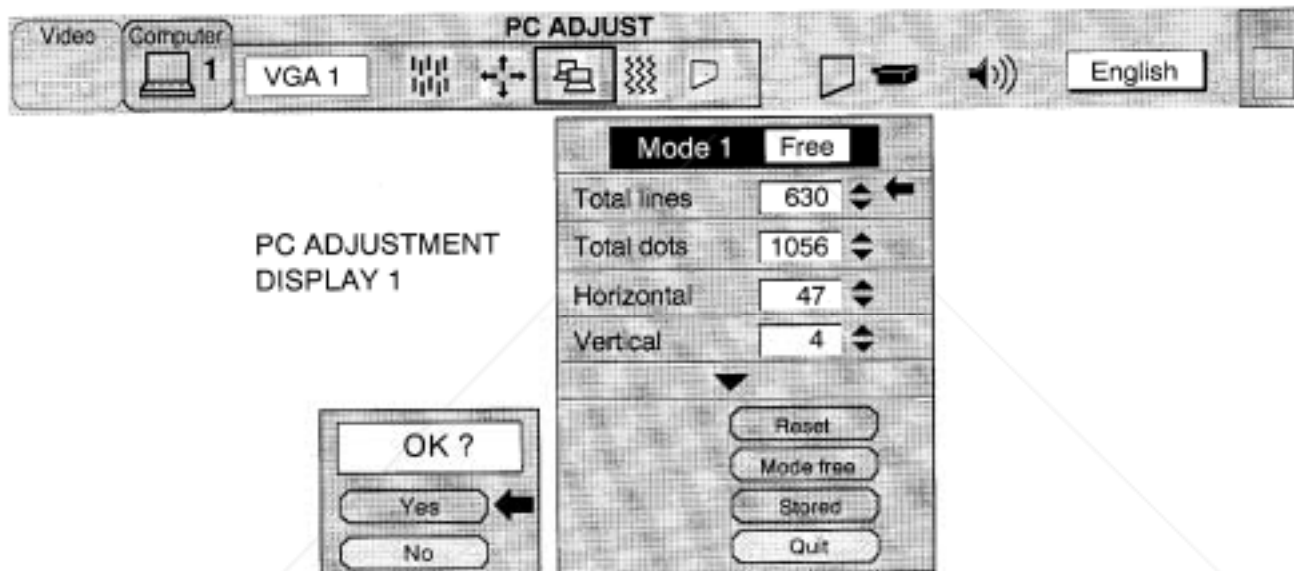 PC ADJUST
Video
Computer
1
VGA 1
English
Mode 1 Free
Total lines 630
Total dots 1056
Horizontal 47
Vertical 4
PC ADJUSTMENT
DISPLAY 1
Reset
Mode free
Stored
Quit
OK ?
Yes
No